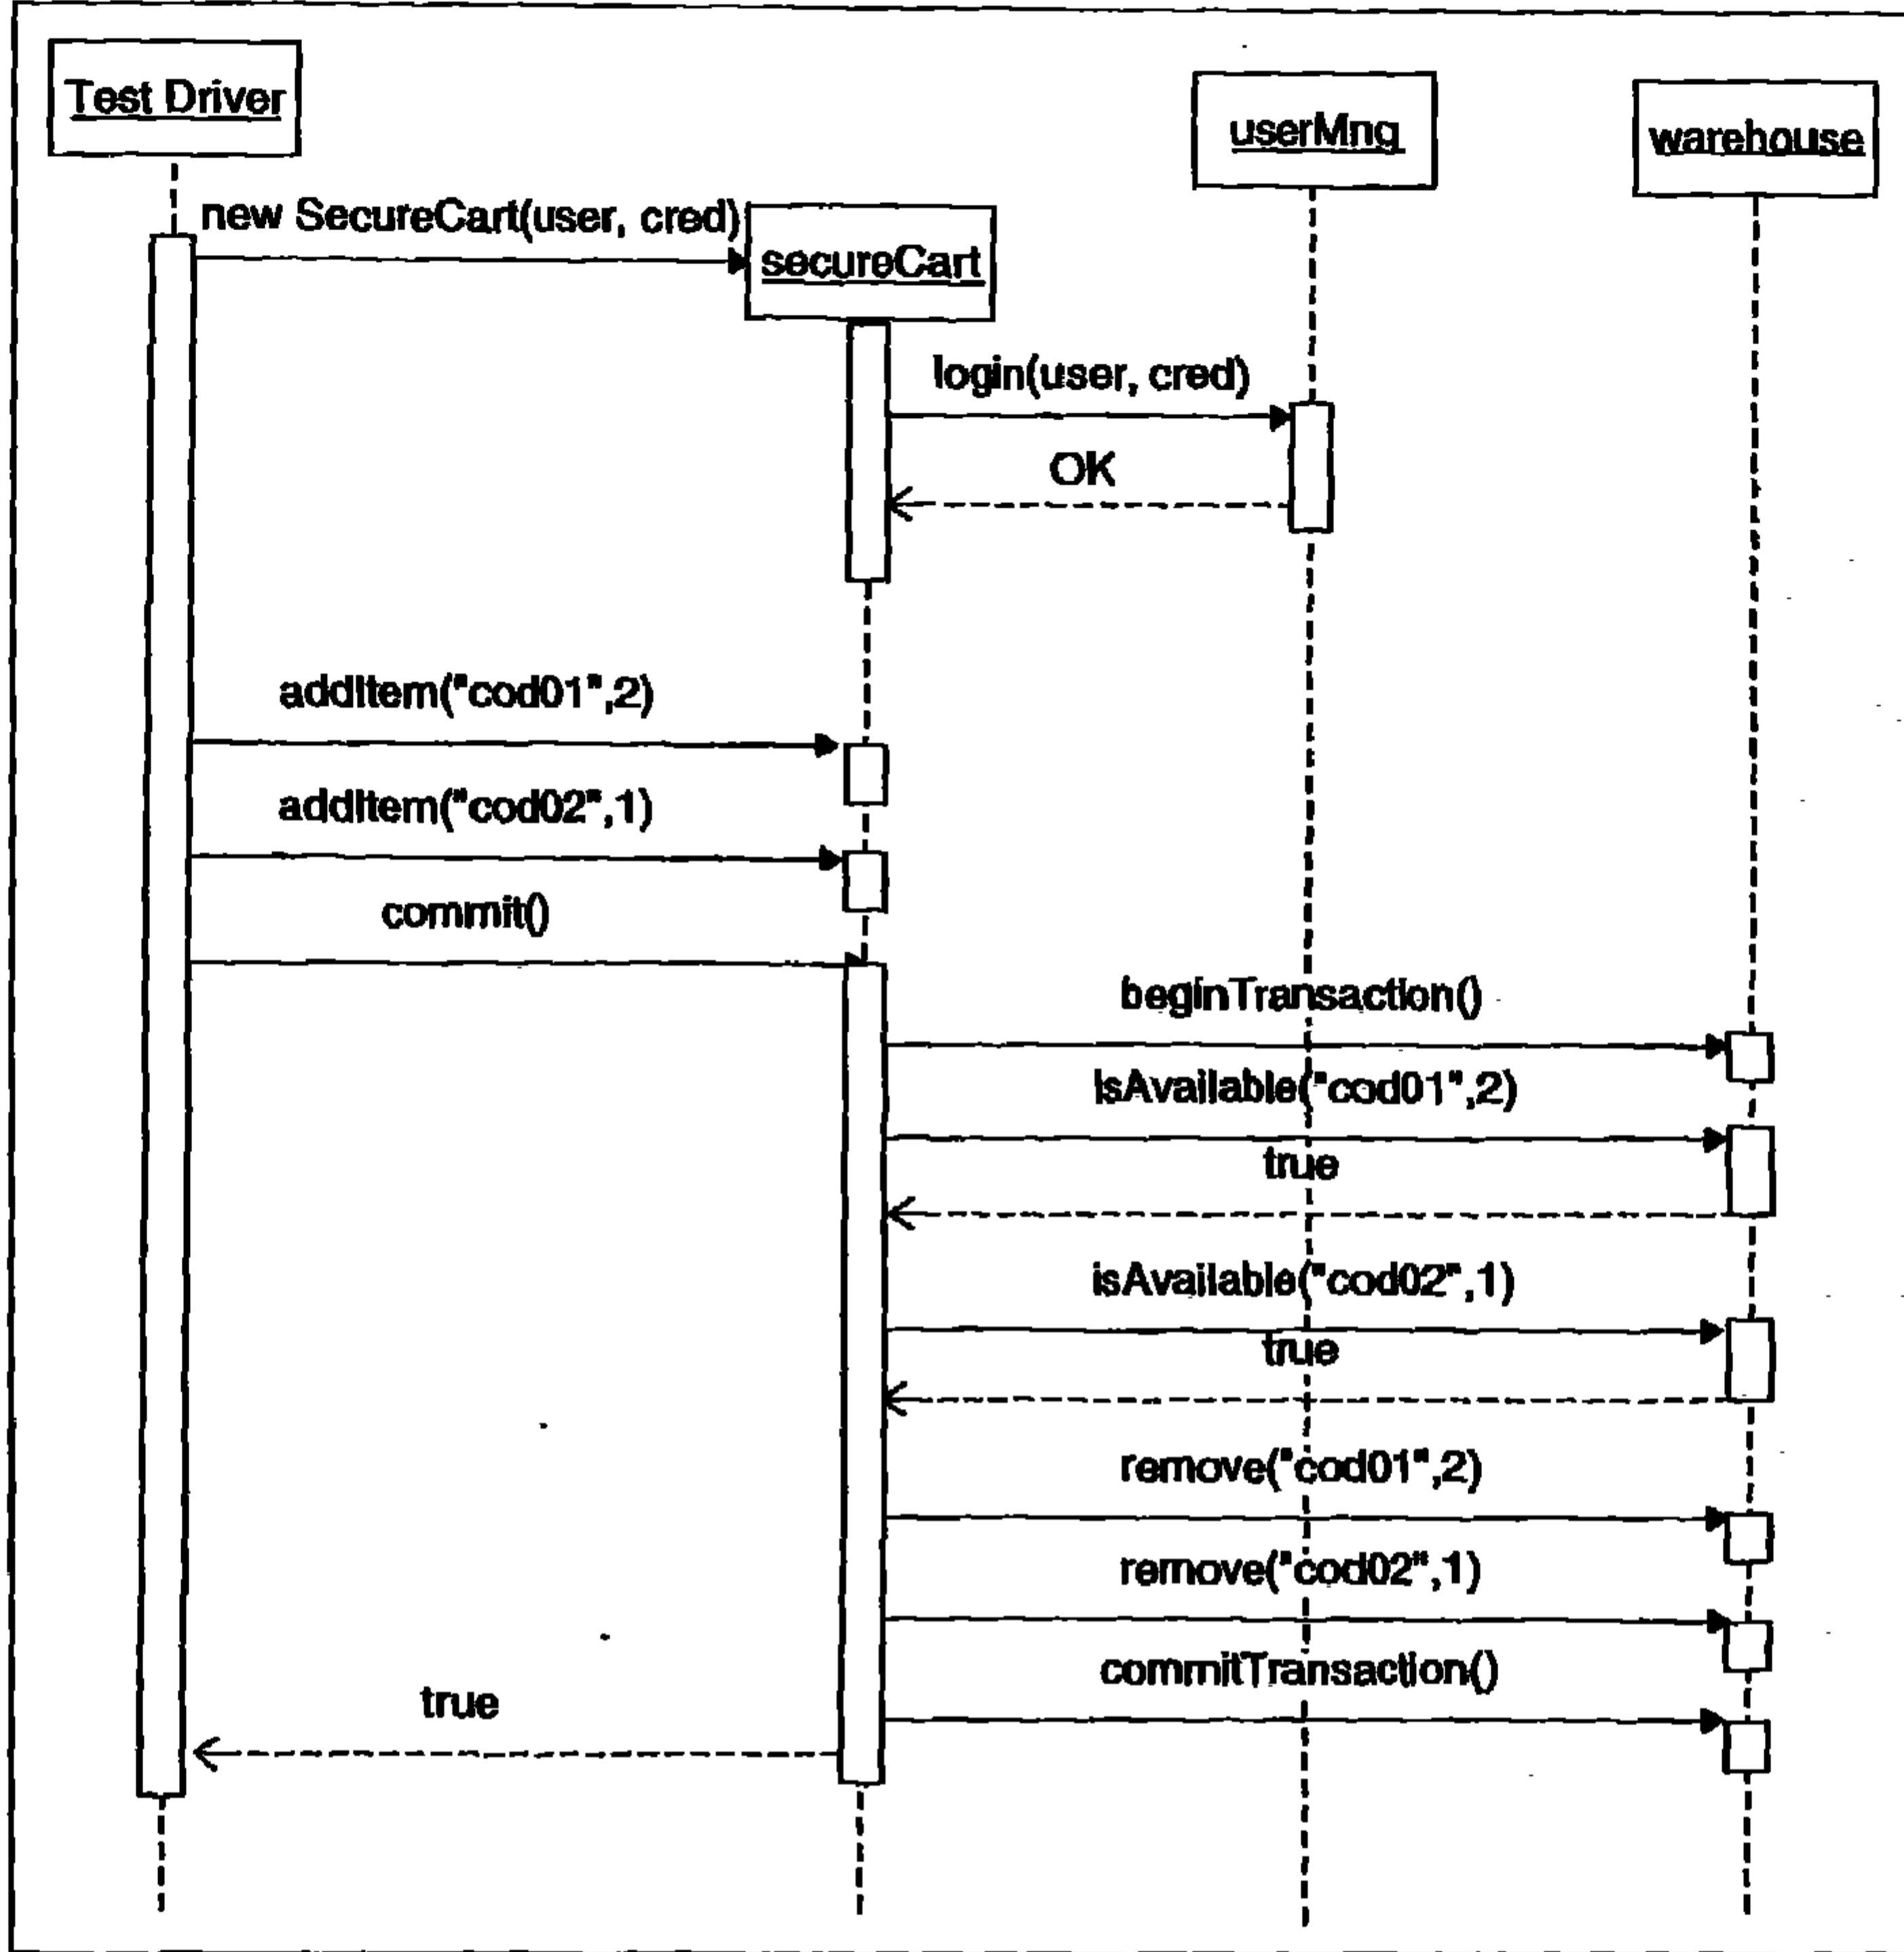 Test Driver
userMng
warehouse
new SecureCart(user, cred)
secureCart
login(user, cred)
OK
addItem("cod01",2)
addItem("cod02",1)
commit()
beginTransaction()
isAvailable("cod01",2)
true
isAvailable("cod02",1)
true
remove("cod01",2)
remove("cod02",1)
commitTransaction()
true